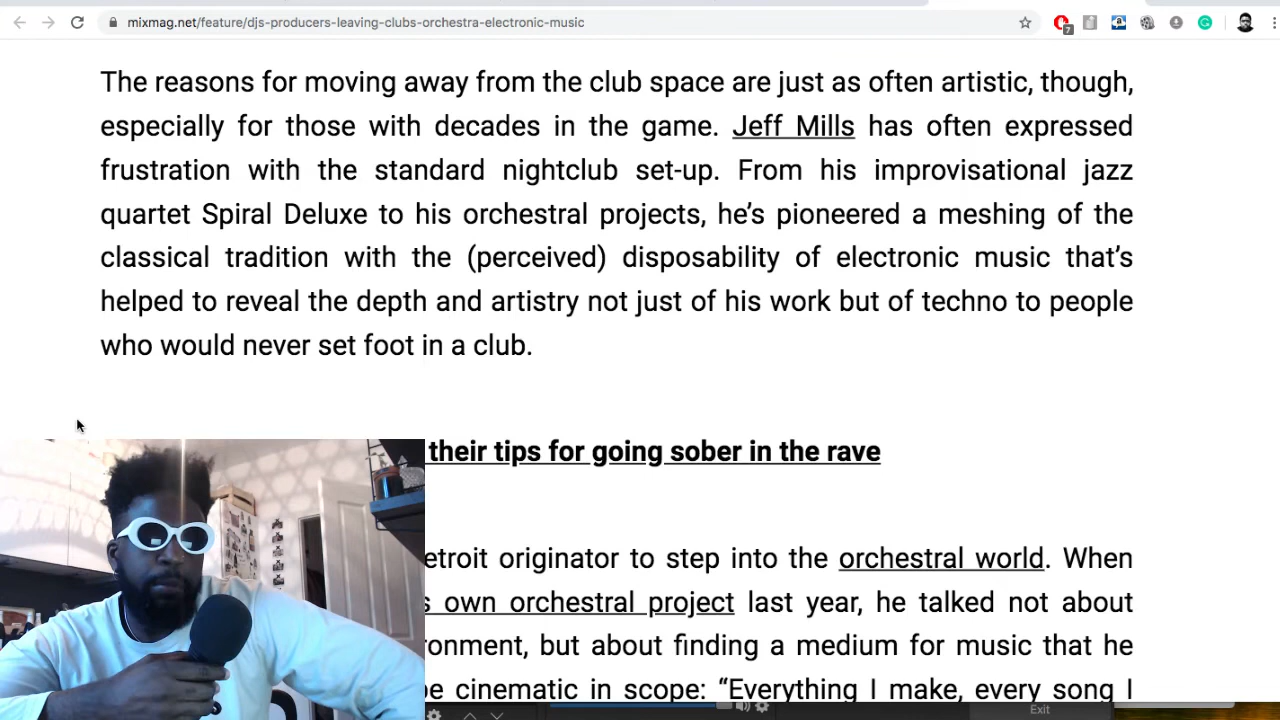 mixmag.net/feature/djs-producers-leaving-clubs-orchestra-electronic-music
7
The reasons for moving away from the club space are just as often artistic, though,
especially for those with decades in the game. Jeff Mills has often expressed
frustration with the standard nightclub set-up. From his improvisational jazz
quartet Spiral Deluxe to his orchestral projects, he's pioneered a meshing of the
classical tradition with the (perceived) disposability of electronic music that's
helped to reveal the depth and artistry not just of his work but of techno to people
who would never set foot in a club.
their tips for going sober in the rave
etroit originator to step into the orchestral world. When
s own orchestral project last year, he talked not about
ronment, but about finding a medium for music that he
be cinematic in scope: “Everything I make, every song I
Exit